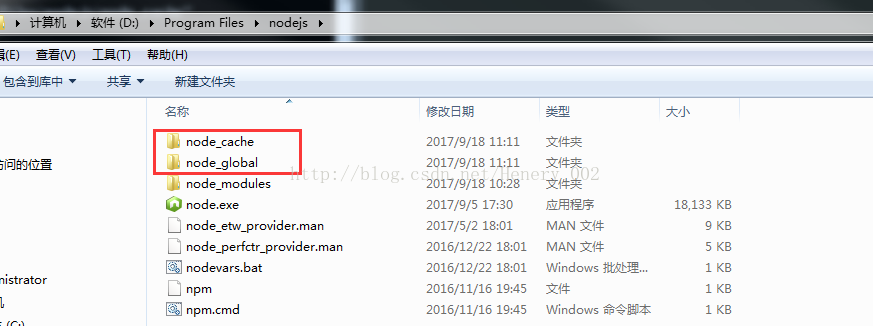 计算机 ▸ 软件 (D:) ▸ Program Files ▸ nodejs ▸
(E) 查看(V) 工具(T) 帮助(H)
包含到库中 共享 新建文件夹
名称 修改日期 类型 大小
node_cache 2017/9/18 11:11 文件夹
node_global 2017/9/18 11:11 文件夹
http://blog.csdn.net/Henery_002
node_modules 2017/9/18 10:28 文件夹
node.exe 2017/9/5 17:30 应用程序 18,133 KB
node_etw_provider.man 2017/5/2 18:01 MAN 文件 9 KB
node_perfctr_provider.man 2016/12/22 18:01 MAN 文件 5 KB
nodevars.bat 2016/12/22 18:01 Windows 批处理... 1 KB
npm 2016/11/16 19:45 文件 1 KB
npm.cmd 2016/11/16 19:45 Windows 命令脚本 1 KB
访问的位置
inistrator
机
(C:)